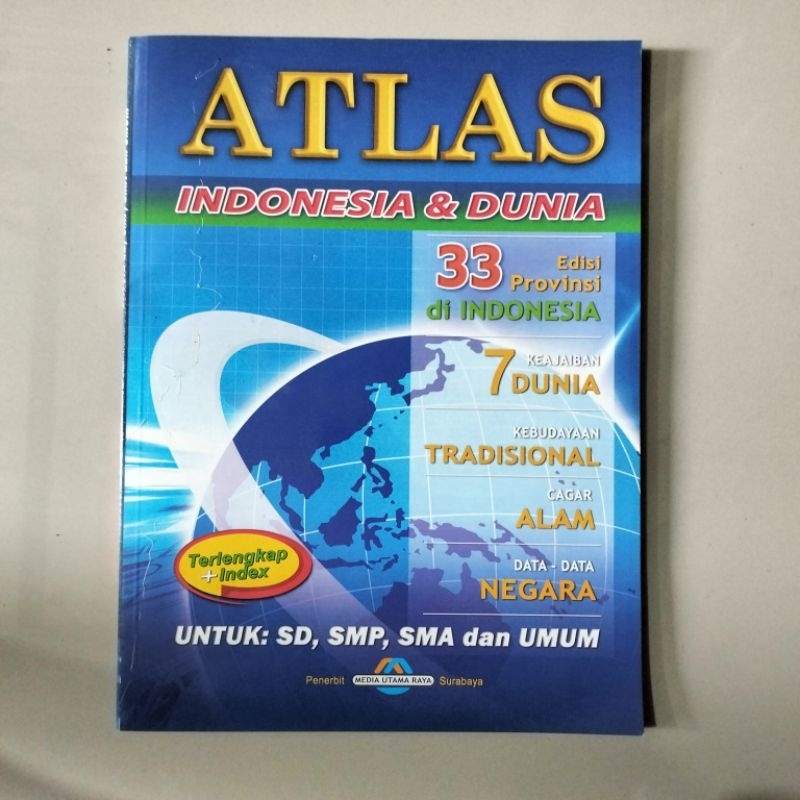 ATLAS
INDONESIA & DUNIA
33 Edisi
Provinsi
di INDONESIA
7 KEAJAIBAN
DUNIA
KEBUDAYAAN
TRADISIONAL
CAGAR
ALAM
DATA - DATA
NEGARA
Terlengkap
+ Index
UNTUK: SD, SMP, SMA dan UMUM
Penerbit MEDIA UTAMA RAYA Surabaya